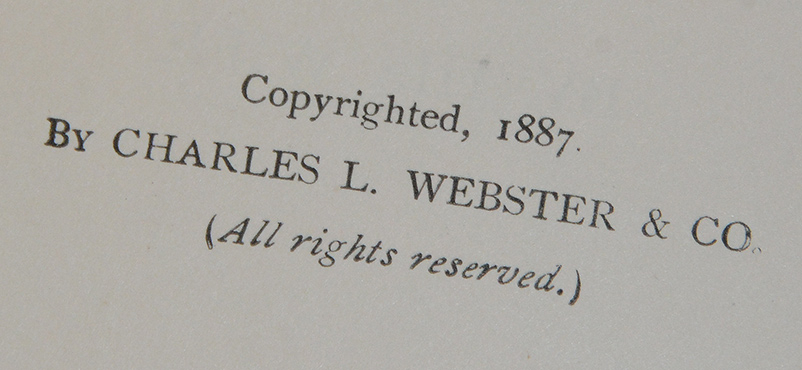 Copyrighted, 1887.
By CHARLES L. WEBSTER & CO.
(All rights reserved.)